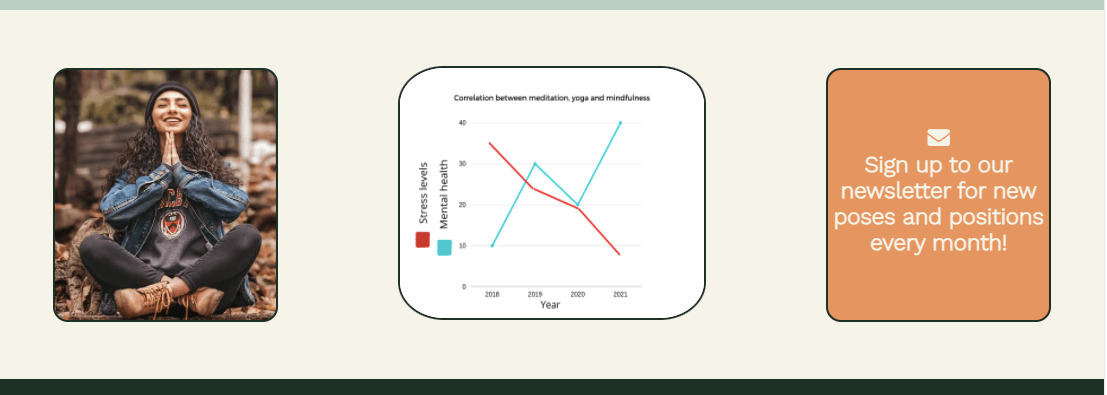 Correlation between meditation, yoga and mindfulness
Stress levels
Mental health
40
30
20
10
0
2018 2019 2020 2021
Year
Sign up to our
newsletter for new
poses and positions
every month!